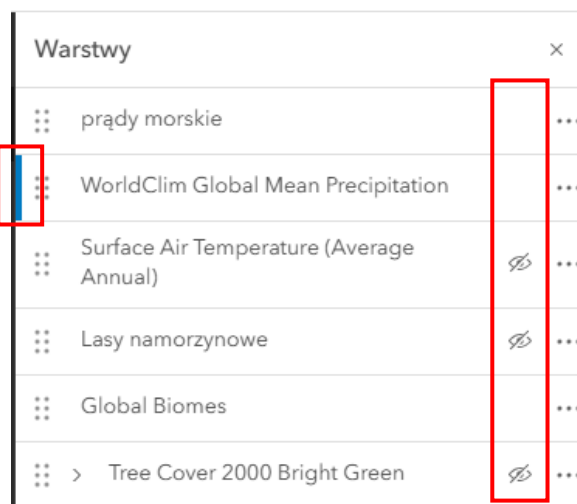 Warstwy
prądy morskie
WorldClim Global Mean Precipitation
Surface Air Temperature (Average
Annual)
Lasy namorzynowe
Global Biomes
Tree Cover 2000 Bright Green